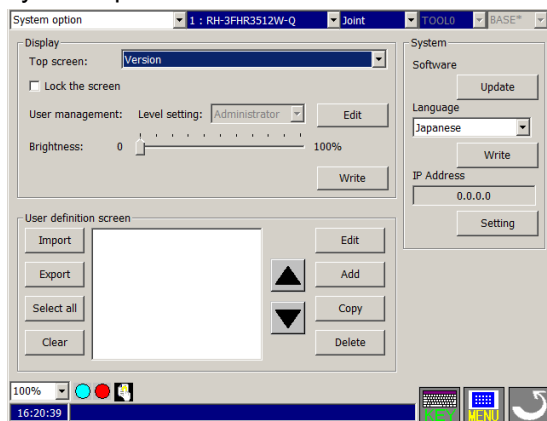 System option 1 : RH-3FHR3512W-Q Joint TOOL0 BASE*
Display
Top screen: Version
Lock the screen
User management: Level setting: Administrator Edit
Brightness: 0 100%
Write
System
Software
Update
Language
Japanese
Write
IP Address
0.0.0.0
Setting
User definition screen
Import Edit
Export Add
Select all Copy
Clear Delete
100%
16:20:39
KEY MENU